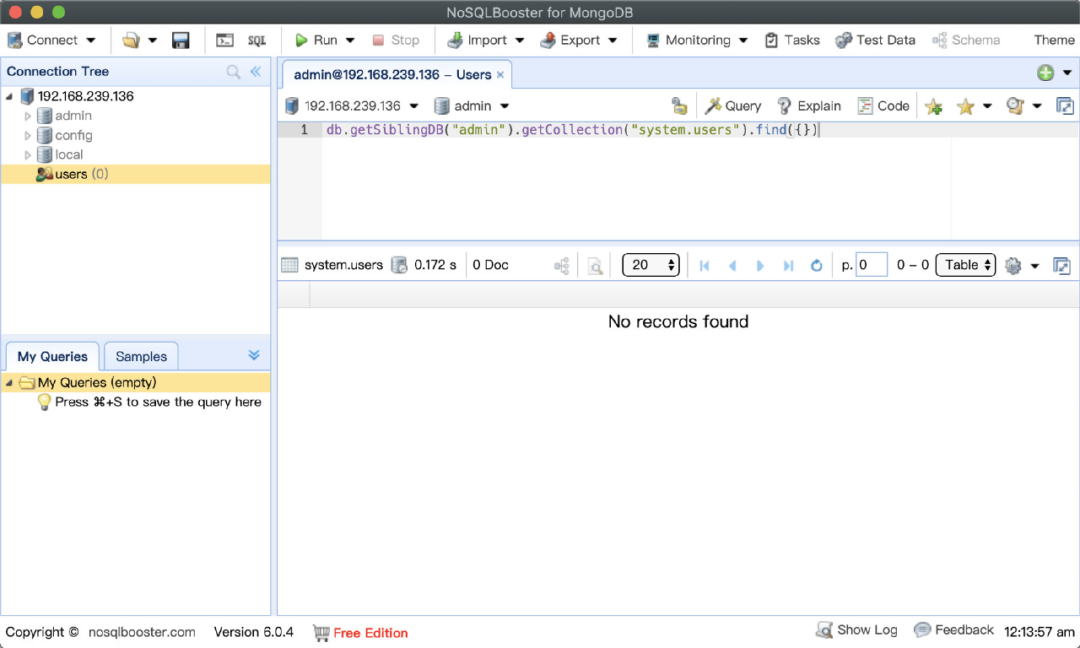 NoSQLBooster for MongoDB
Connect SQL Run Stop Import Export Monitoring Tasks Test Data Schema Theme
Connection Tree
192.168.239.136
admin
config
local
users (0)
admin@192.168.239.136 – Users ×
192.168.239.136 admin Query Explain Code
1 db.getSiblingDB("admin").getCollection("system.users").find({})
system.users 0.172 s 0 Doc 20 p. 0 0 – 0 Table
No records found
My Queries Samples
My Queries (empty)
Press ⌘+S to save the query here
Copyright © nosqlbooster.com Version 6.0.4 Free Edition Show Log Feedback 12:13:57 am